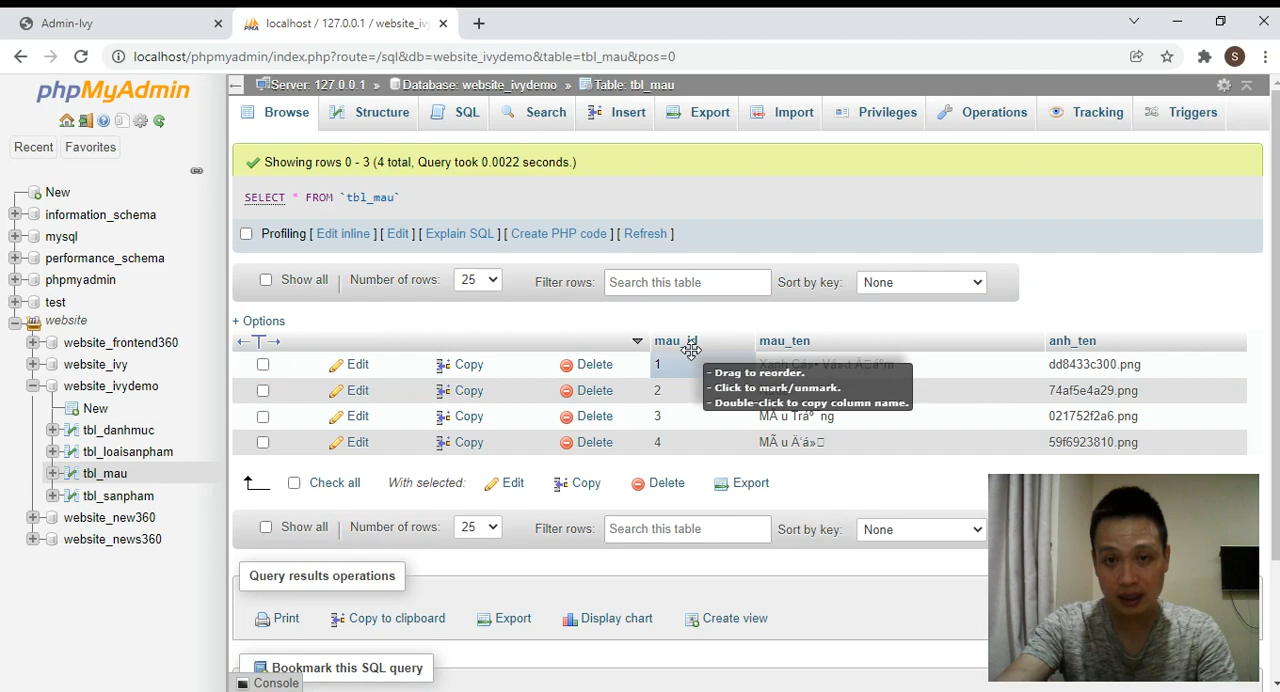 Admin-Ivy
localhost / 127.0.0.1 / website_iv
localhost/phpmyadmin/index.php?route=/sql&db=website_ivydemo&table=tbl_mau&pos=0
S
phpMyAdmin
Recent
Favorites
New
information_schema
mysql
performance_schema
phpmyadmin
test
website
website_frontend360
website_ivy
website_ivydemo
New
tbl_danhmuc
tbl_loaisanpham
tbl_mau
tbl_sanpham
website_new360
website_news360
Server: 127.0.0.1 » Database: website_ivydemo » Table: tbl_mau
Browse Structure SQL Search Insert Export Import Privileges Operations Tracking Triggers
Showing rows 0 - 3 (4 total, Query took 0.0022 seconds.)
SELECT * FROM `tbl_mau`
Profiling [ Edit inline ] [ Edit ] [ Explain SQL ] [ Create PHP code ] [ Refresh ]
Show all Number of rows: 25 Filter rows: Search this table Sort by key: None
+ Options
mau_id mau_ten anh_ten
Edit Copy Delete 1 dd8433c300.png
- Drag to reorder.
- Click to mark/unmark.
- Double-click to copy column name.
Edit Copy Delete 2 74af5e4a29.png
Edit Copy Delete 3 021752f2a6.png
Edit Copy Delete 4 59f6923810.png
Check all With selected: Edit Copy Delete Export
Show all Number of rows: 25 Filter rows: Search this table Sort by key: None
Query results operations
Print Copy to clipboard Export Display chart Create view
Bookmark this SQL query
Console